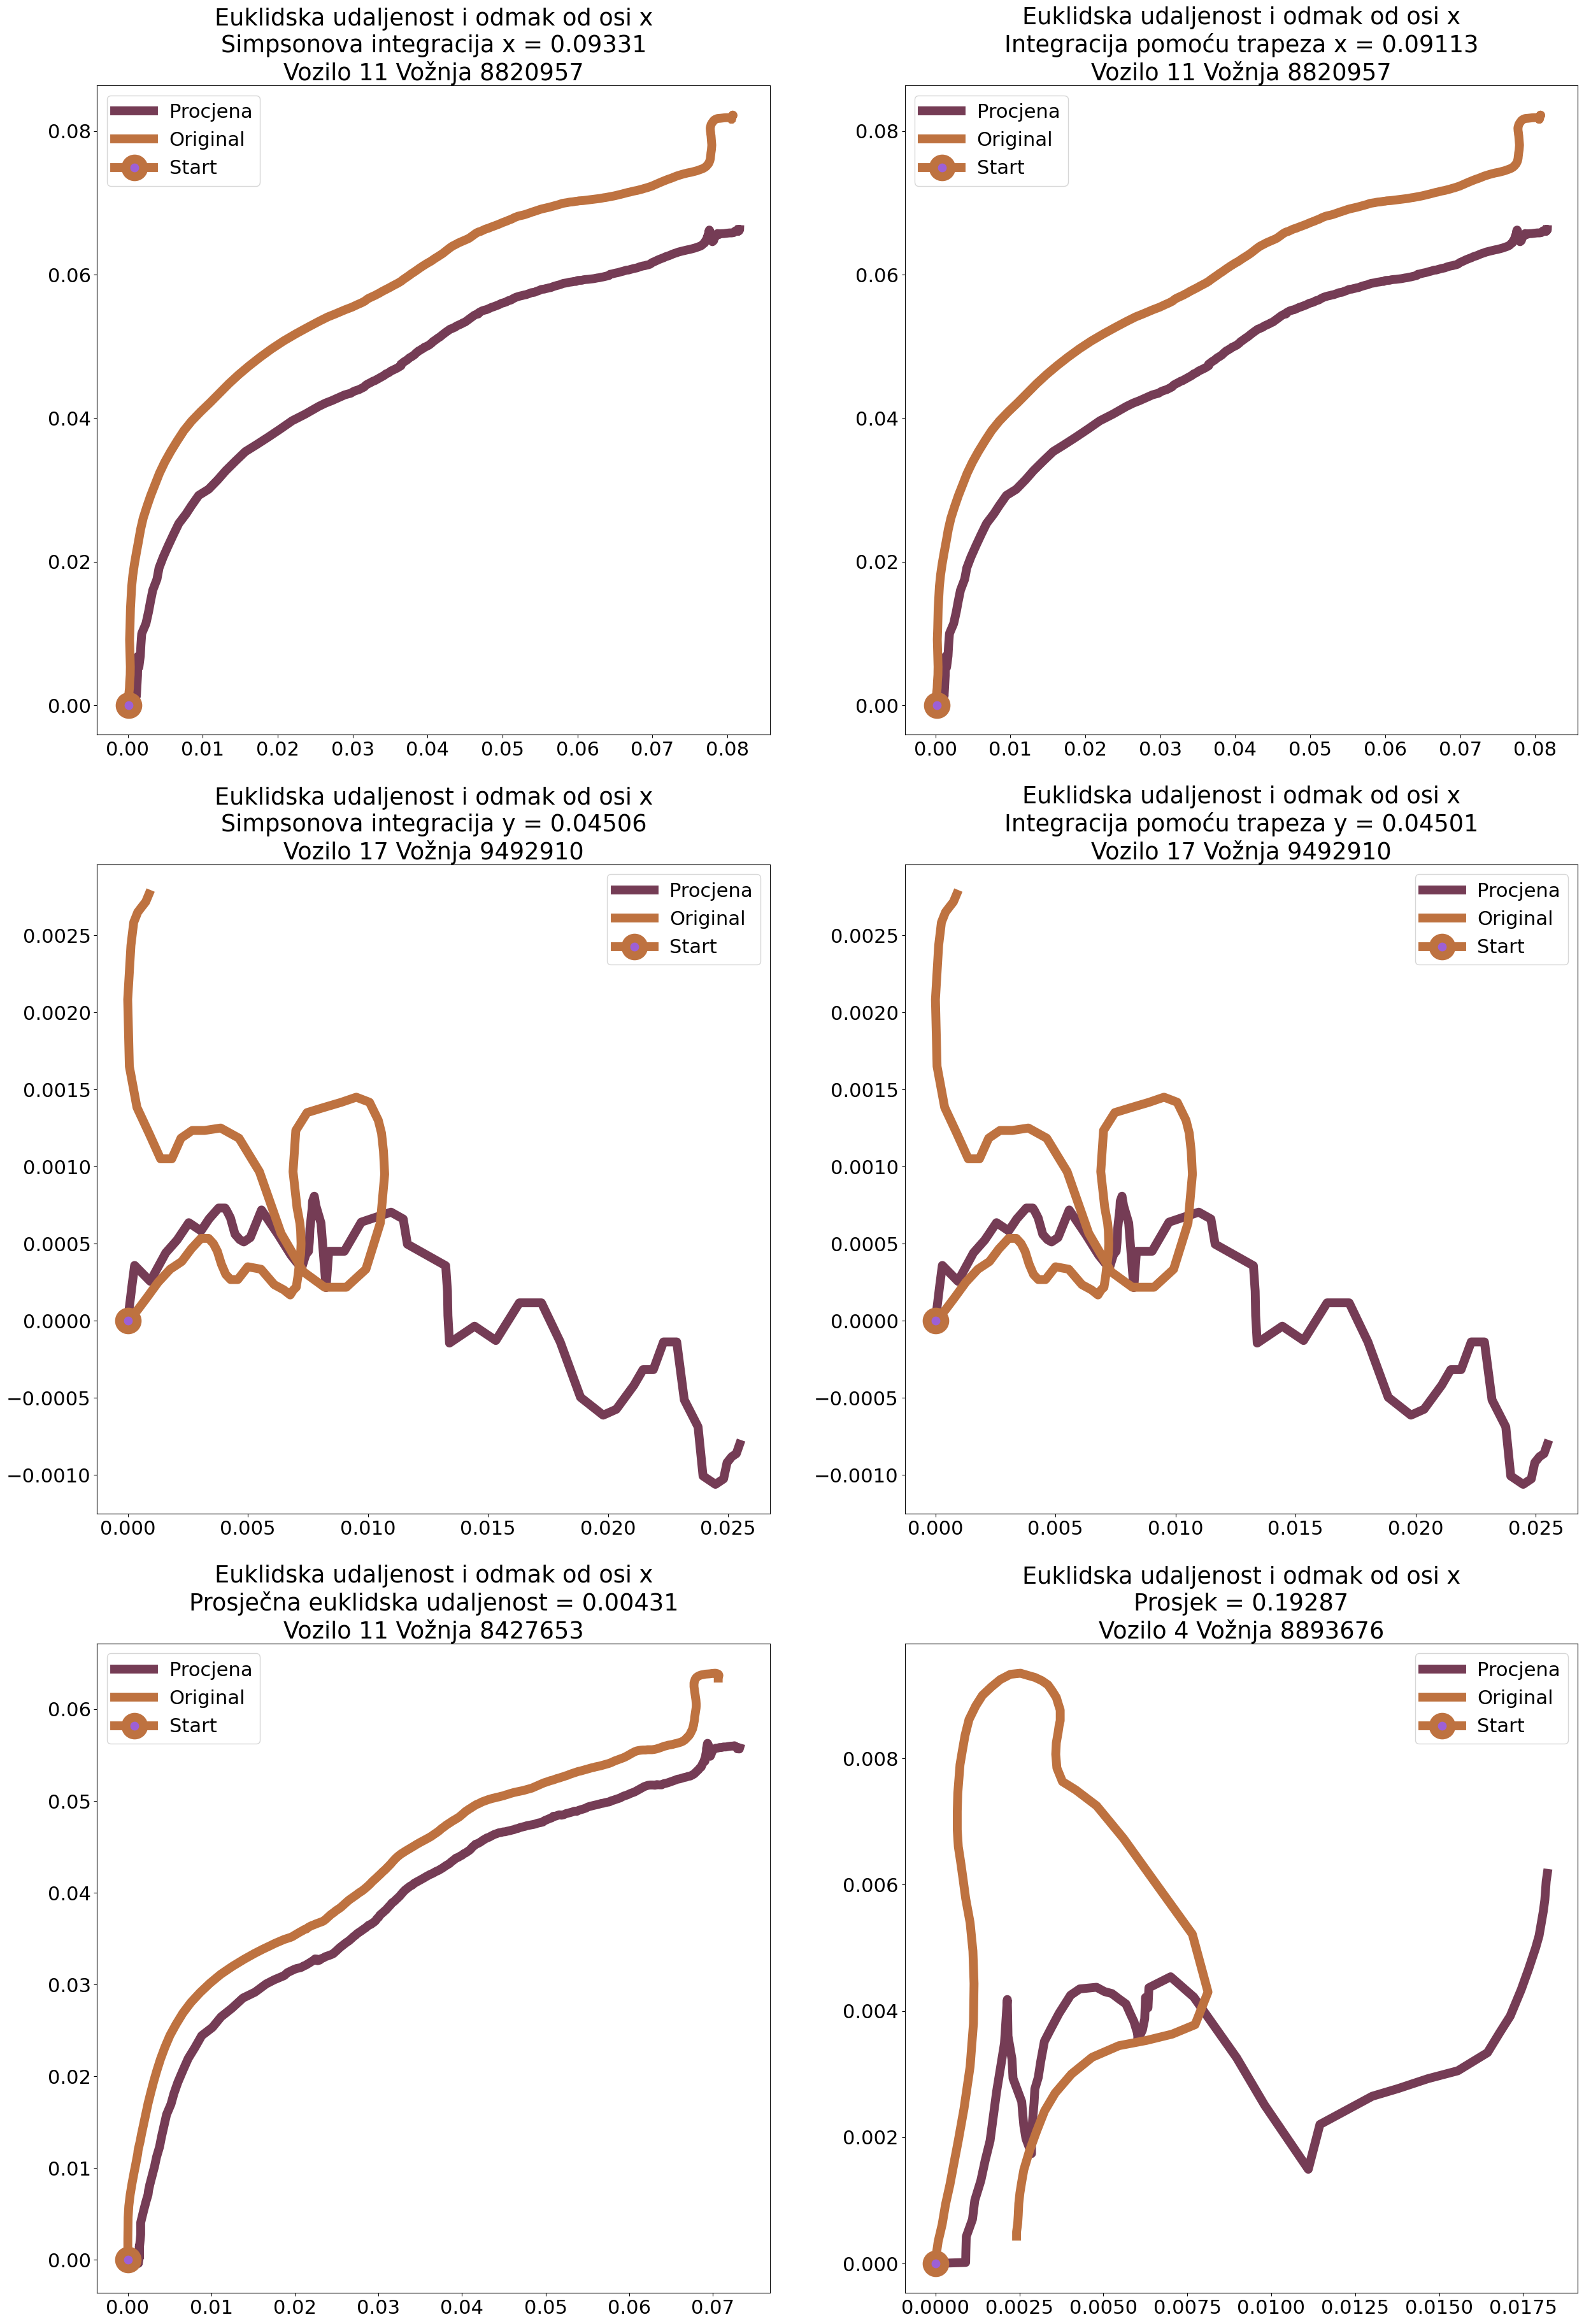 Euklidska udaljenost i odmak od osi x
Simpsonova integracija x = 0.09331
Vozilo 11 Vožnja 8820957
Procjena
Original
Start
0.08
0.06
0.04
0.02
0.00
0.00 0.01 0.02 0.03 0.04 0.05 0.06 0.07 0.08
Euklidska udaljenost i odmak od osi x
Integracija pomoću trapeza x = 0.09113
Vozilo 11 Vožnja 8820957
Procjena
Original
Start
0.08
0.06
0.04
0.02
0.00
0.00 0.01 0.02 0.03 0.04 0.05 0.06 0.07 0.08
Euklidska udaljenost i odmak od osi x
Simpsonova integracija y = 0.04506
Vozilo 17 Vožnja 9492910
Procjena
Original
Start
0.0025
0.0020
0.0015
0.0010
0.0005
0.0000
−0.0005
−0.0010
0.000 0.005 0.010 0.015 0.020 0.025
Euklidska udaljenost i odmak od osi x
Integracija pomoću trapeza y = 0.04501
Vozilo 17 Vožnja 9492910
Procjena
Original
Start
0.0025
0.0020
0.0015
0.0010
0.0005
0.0000
−0.0005
−0.0010
0.000 0.005 0.010 0.015 0.020 0.025
Euklidska udaljenost i odmak od osi x
Prosječna euklidska udaljenost = 0.00431
Vozilo 11 Vožnja 8427653
Procjena
Original
Start
0.06
0.05
0.04
0.03
0.02
0.01
0.00
0.00 0.01 0.02 0.03 0.04 0.05 0.06 0.07
Euklidska udaljenost i odmak od osi x
Prosjek = 0.19287
Vozilo 4 Vožnja 8893676
Procjena
Original
Start
0.008
0.006
0.004
0.002
0.000
0.0000 0.0025 0.0050 0.0075 0.0100 0.0125 0.0150 0.0175